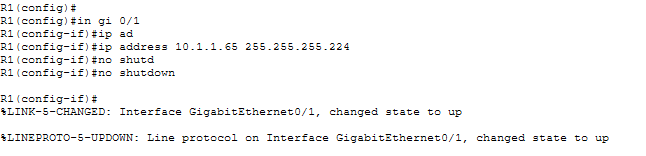 R1(config)#
R1(config)#in gi 0/1
R1(config-if)#ip ad
R1(config-if)#ip address 10.1.1.65 255.255.255.224
R1(config-if)#no shutd
R1(config-if)#no shutdown
R1(config-if)#
%LINK-5-CHANGED: Interface GigabitEthernet0/1, changed state to up
%LINEPROTO-5-UPDOWN: Line protocol on Interface GigabitEthernet0/1, changed state to up